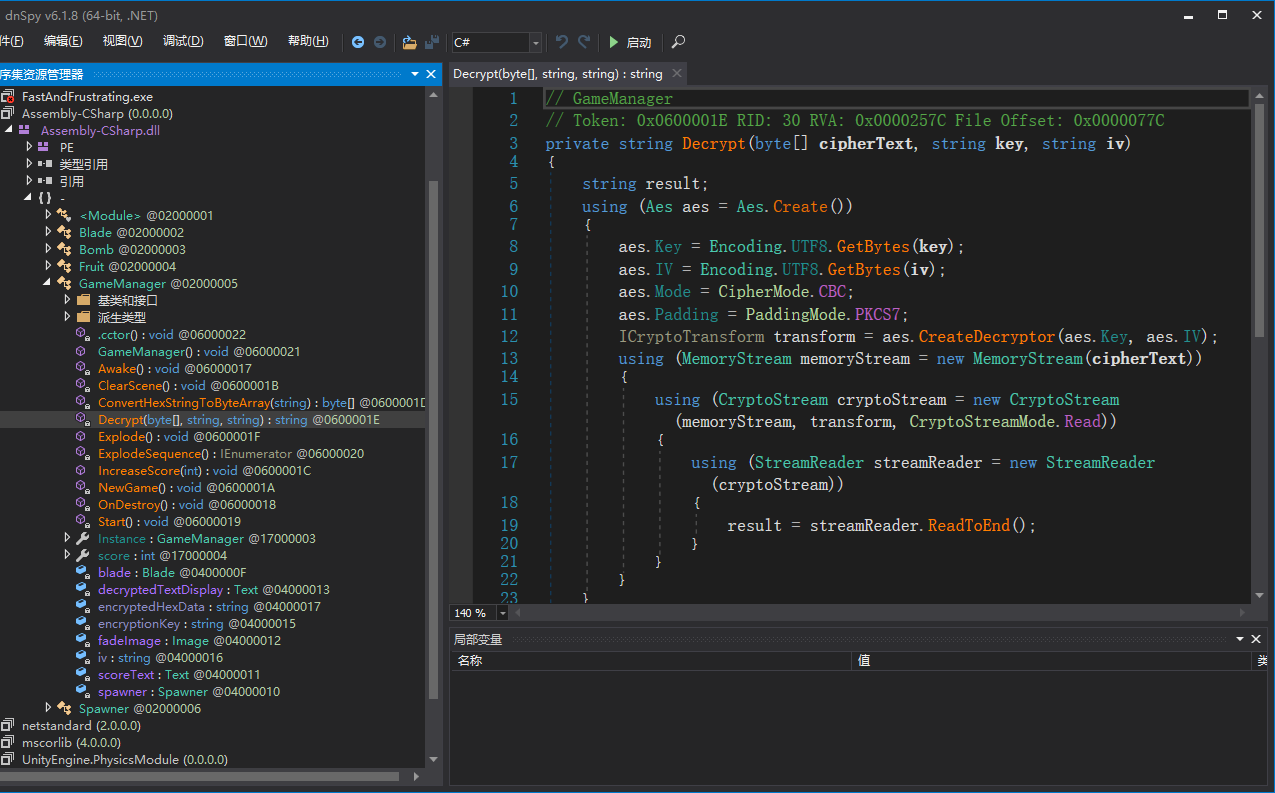 dnSpy v6.1.8 (64-bit, .NET)
件(F) 编辑(E) 视图(V) 调试(D) 窗口(W) 帮助(H) C# 启动
序集资源管理器
FastAndFrustrating.exe
Assembly-CSharp (0.0.0.0)
Assembly-CSharp.dll
PE
类型引用
引用
{ } -
<Module> @02000001
Blade @02000002
Bomb @02000003
Fruit @02000004
GameManager @02000005
基类和接口
派生类型
.cctor() : void @06000022
GameManager() : void @06000021
Awake() : void @06000017
ClearScene() : void @0600001B
ConvertHexStringToByteArray(string) : byte[] @0600001D
Decrypt(byte[], string, string) : string @0600001E
Explode() : void @0600001F
ExplodeSequence() : IEnumerator @06000020
IncreaseScore(int) : void @0600001C
NewGame() : void @0600001A
OnDestroy() : void @06000018
Start() : void @06000019
Instance : GameManager @17000003
score : int @17000004
blade : Blade @0400000F
decryptedTextDisplay : Text @04000013
encryptedHexData : string @04000017
encryptionKey : string @04000015
fadeImage : Image @04000012
iv : string @04000016
scoreText : Text @04000011
spawner : Spawner @04000010
Spawner @02000006
netstandard (2.0.0.0)
mscorlib (4.0.0.0)
UnityEngine.PhysicsModule (0.0.0.0)
Decrypt(byte[], string, string) : string
1 // GameManager
2 // Token: 0x0600001E RID: 30 RVA: 0x0000257C File Offset: 0x0000077C
3 private string Decrypt(byte[] cipherText, string key, string iv)
4 {
5 string result;
6 using (Aes aes = Aes.Create())
7 {
8 aes.Key = Encoding.UTF8.GetBytes(key);
9 aes.IV = Encoding.UTF8.GetBytes(iv);
10 aes.Mode = CipherMode.CBC;
11 aes.Padding = PaddingMode.PKCS7;
12 ICryptoTransform transform = aes.CreateDecryptor(aes.Key, aes.IV);
13 using (MemoryStream memoryStream = new MemoryStream(cipherText))
14 {
15 using (CryptoStream cryptoStream = new CryptoStream
(memoryStream, transform, CryptoStreamMode.Read))
16 {
17 using (StreamReader streamReader = new StreamReader
(cryptoStream))
18 {
19 result = streamReader.ReadToEnd();
20 }
21 }
22 }
23 }
140 %
局部变量
名称 值 类